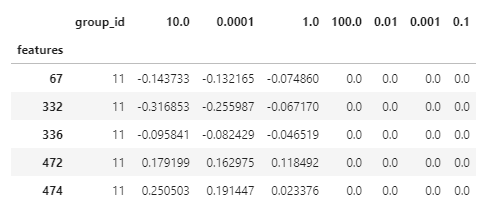 group_id 10.0 0.0001 1.0 100.0 0.01 0.001 0.1
features
67 11 -0.143733 -0.132165 -0.074860 0.0 0.0 0.0 0.0
332 11 -0.316853 -0.255987 -0.067170 0.0 0.0 0.0 0.0
336 11 -0.095841 -0.082429 -0.046519 0.0 0.0 0.0 0.0
472 11 0.179199 0.162975 0.118492 0.0 0.0 0.0 0.0
474 11 0.250503 0.191447 0.023376 0.0 0.0 0.0 0.0